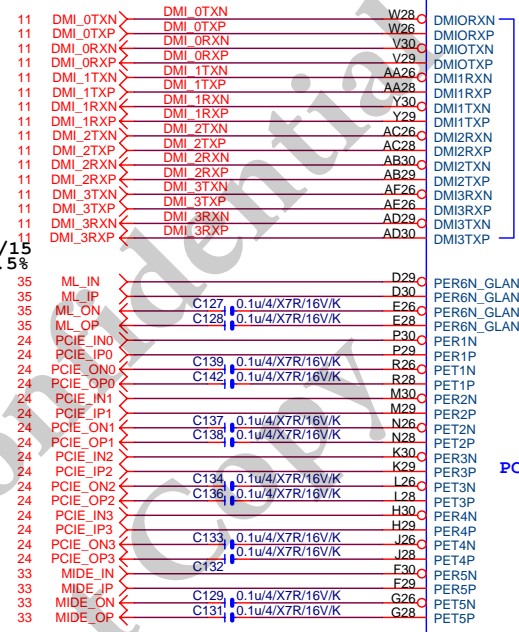 11 DMI_0TXN DMI_0TXN W28 DMIORXN
11 DMI_0TXP DMI_0TXP W26 DMIORXP
11 DMI_0RXN DMI_0RXN V30 DMIOTXN
11 DMI_0RXP DMI_0RXP V29 DMIOTXP
11 DMI_1TXN DMI_1TXN AA26 DMI1RXN
11 DMI_1TXP DMI_1TXP AA28 DMI1RXP
11 DMI_1RXN DMI_1RXN Y30 DMI1TXN
11 DMI_1RXP DMI_1RXP Y29 DMI1TXP
11 DMI_2TXN DMI_2TXN AC26 DMI2RXN
11 DMI_2TXP DMI_2TXP AC28 DMI2RXP
11 DMI_2RXN DMI_2RXN AB30 DMI2TXN
11 DMI_2RXP DMI_2RXP AB29 DMI2TXP
11 DMI_3TXN DMI_3TXN AF26 DMI3RXN
11 DMI_3TXP DMI_3TXP AE26 DMI3RXP
11 DMI_3RXN DMI_3RXN AD29 DMI3TXN
11 DMI_3RXP DMI_3RXP AD30 DMI3TXP
/15
.5%
35 ML_IN D29 PER6N_GLAN
35 ML_IP D30 PER6N_GLAN
35 ML_ON C127 0.1u/4/X7R/16V/K E26 PER6N_GLAN
35 ML_OP C128 0.1u/4/X7R/16V/K E28 PER6N_GLAN
24 PCIE_IN0 P30 PER1N
24 PCIE_IP0 P29 PER1P
24 PCIE_ON0 C139 0.1u/4/X7R/16V/K R26 PET1N
24 PCIE_OP0 C142 0.1u/4/X7R/16V/K R28 PET1P
24 PCIE_IN1 M30 PER2N
24 PCIE_IP1 M29 PER2P
24 PCIE_ON1 C137 0.1u/4/X7R/16V/K N26 PET2N
24 PCIE_OP1 C138 0.1u/4/X7R/16V/K N28 PET2P
24 PCIE_IN2 K30 PER3N
24 PCIE_IP2 K29 PER3P PC
24 PCIE_ON2 C134 0.1u/4/X7R/16V/K L26 PET3N
24 PCIE_OP2 C136 0.1u/4/X7R/16V/K L28 PET3P
24 PCIE_IN3 H30 PER4N
24 PCIE_IP3 H29 PER4P
24 PCIE_ON3 C133 0.1u/4/X7R/16V/K J26 PET4N
24 PCIE_OP3 C132 0.1u/4/X7R/16V/K J28 PET4P
33 MIDE_IN F30 PER5N
33 MIDE_IP F29 PER5P
33 MIDE_ON C129 0.1u/4/X7R/16V/K G26 PET5N
33 MIDE_OP C131 0.1u/4/X7R/16V/K G28 PET5P
onfidential
Copy